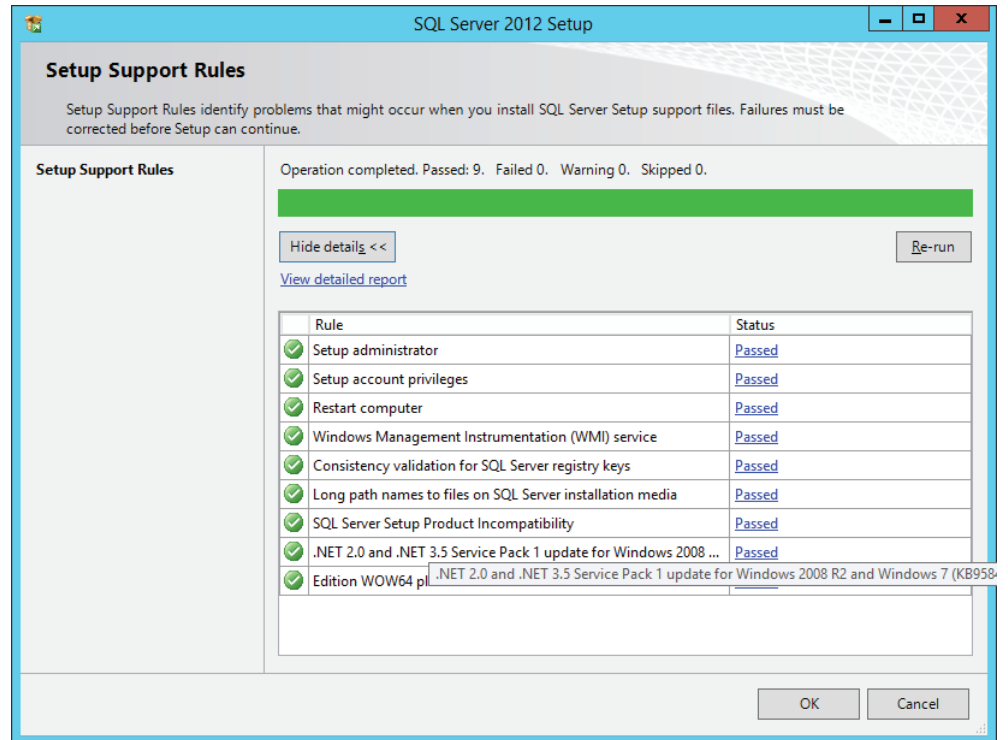 SQL Server 2012 Setup
Setup Support Rules
Setup Support Rules identify problems that might occur when you install SQL Server Setup support files. Failures must be
corrected before Setup can continue.
Setup Support Rules
Operation completed. Passed: 9. Failed 0. Warning 0. Skipped 0.
Hide details <<
Re-run
View detailed report
Rule Status
Setup administrator Passed
Setup account privileges Passed
Restart computer Passed
Windows Management Instrumentation (WMI) service Passed
Consistency validation for SQL Server registry keys Passed
Long path names to files on SQL Server installation media Passed
SQL Server Setup Product Incompatibility Passed
.NET 2.0 and .NET 3.5 Service Pack 1 update for Windows 2008 ... Passed
.NET 2.0 and .NET 3.5 Service Pack 1 update for Windows 2008 R2 and Windows 7 (KB958
Edition WOW64 pl
OK Cancel